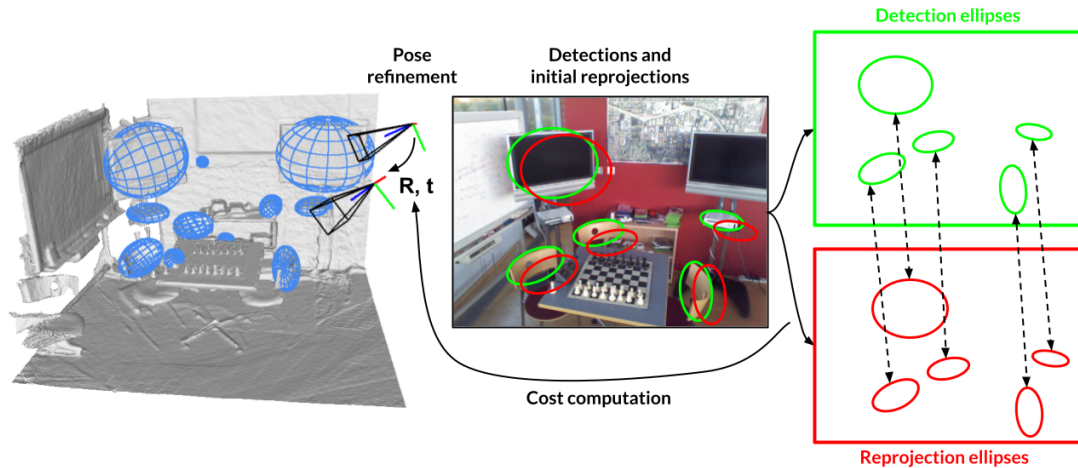 Detection ellipses
Pose
refinement
Detections and
initial reprojections
R, t
Cost computation
Reprojection ellipses